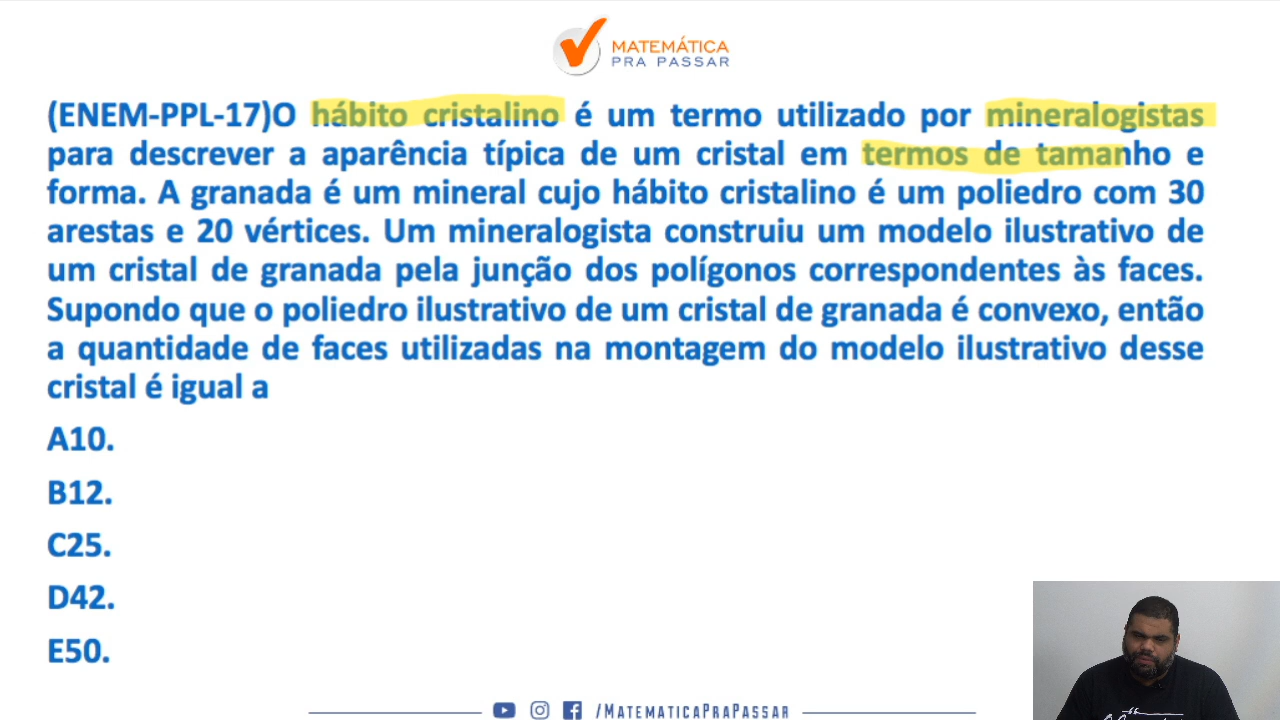 MATEMÁTICA
PRA PASSAR
(ENEM-PPL-17)O hábito cristalino é um termo utilizado por mineralogistas
para descrever a aparência típica de um cristal em termos de tamanho e
forma. A granada é um mineral cujo hábito cristalino é um poliedro com 30
arestas e 20 vértices. Um mineralogista construiu um modelo ilustrativo de
um cristal de granada pela junção dos polígonos correspondentes às faces.
Supondo que o poliedro ilustrativo de um cristal de granada é convexo, então
a quantidade de faces utilizadas na montagem do modelo ilustrativo desse
cristal é igual a
A10.
B12.
C25.
D42.
E50.
/MATEMATICAPRAPASSAR